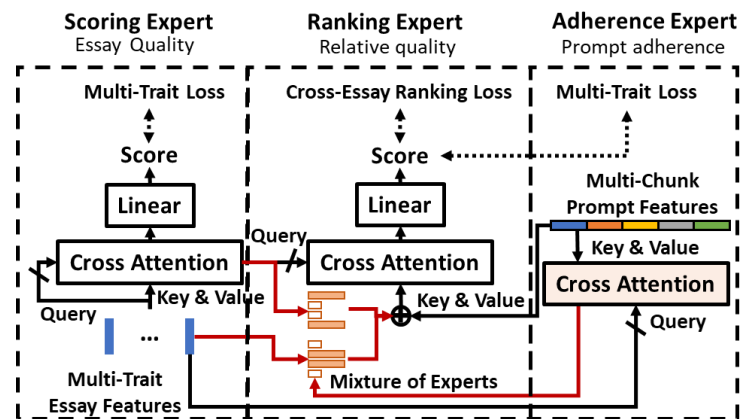 Scoring Expert
Essay Quality
Ranking Expert
Relative quality
Adherence Expert
Prompt adherence
Multi-Trait Loss
Cross-Essay Ranking Loss
Multi-Trait Loss
Score
Score
Linear
Linear
Multi-Chunk
Prompt Features
Query
Cross Attention
Cross Attention
Key & Value
Cross Attention
Key & Value
Key & Value
Query
Query
...
Multi-Trait
Essay Features
Mixture of Experts